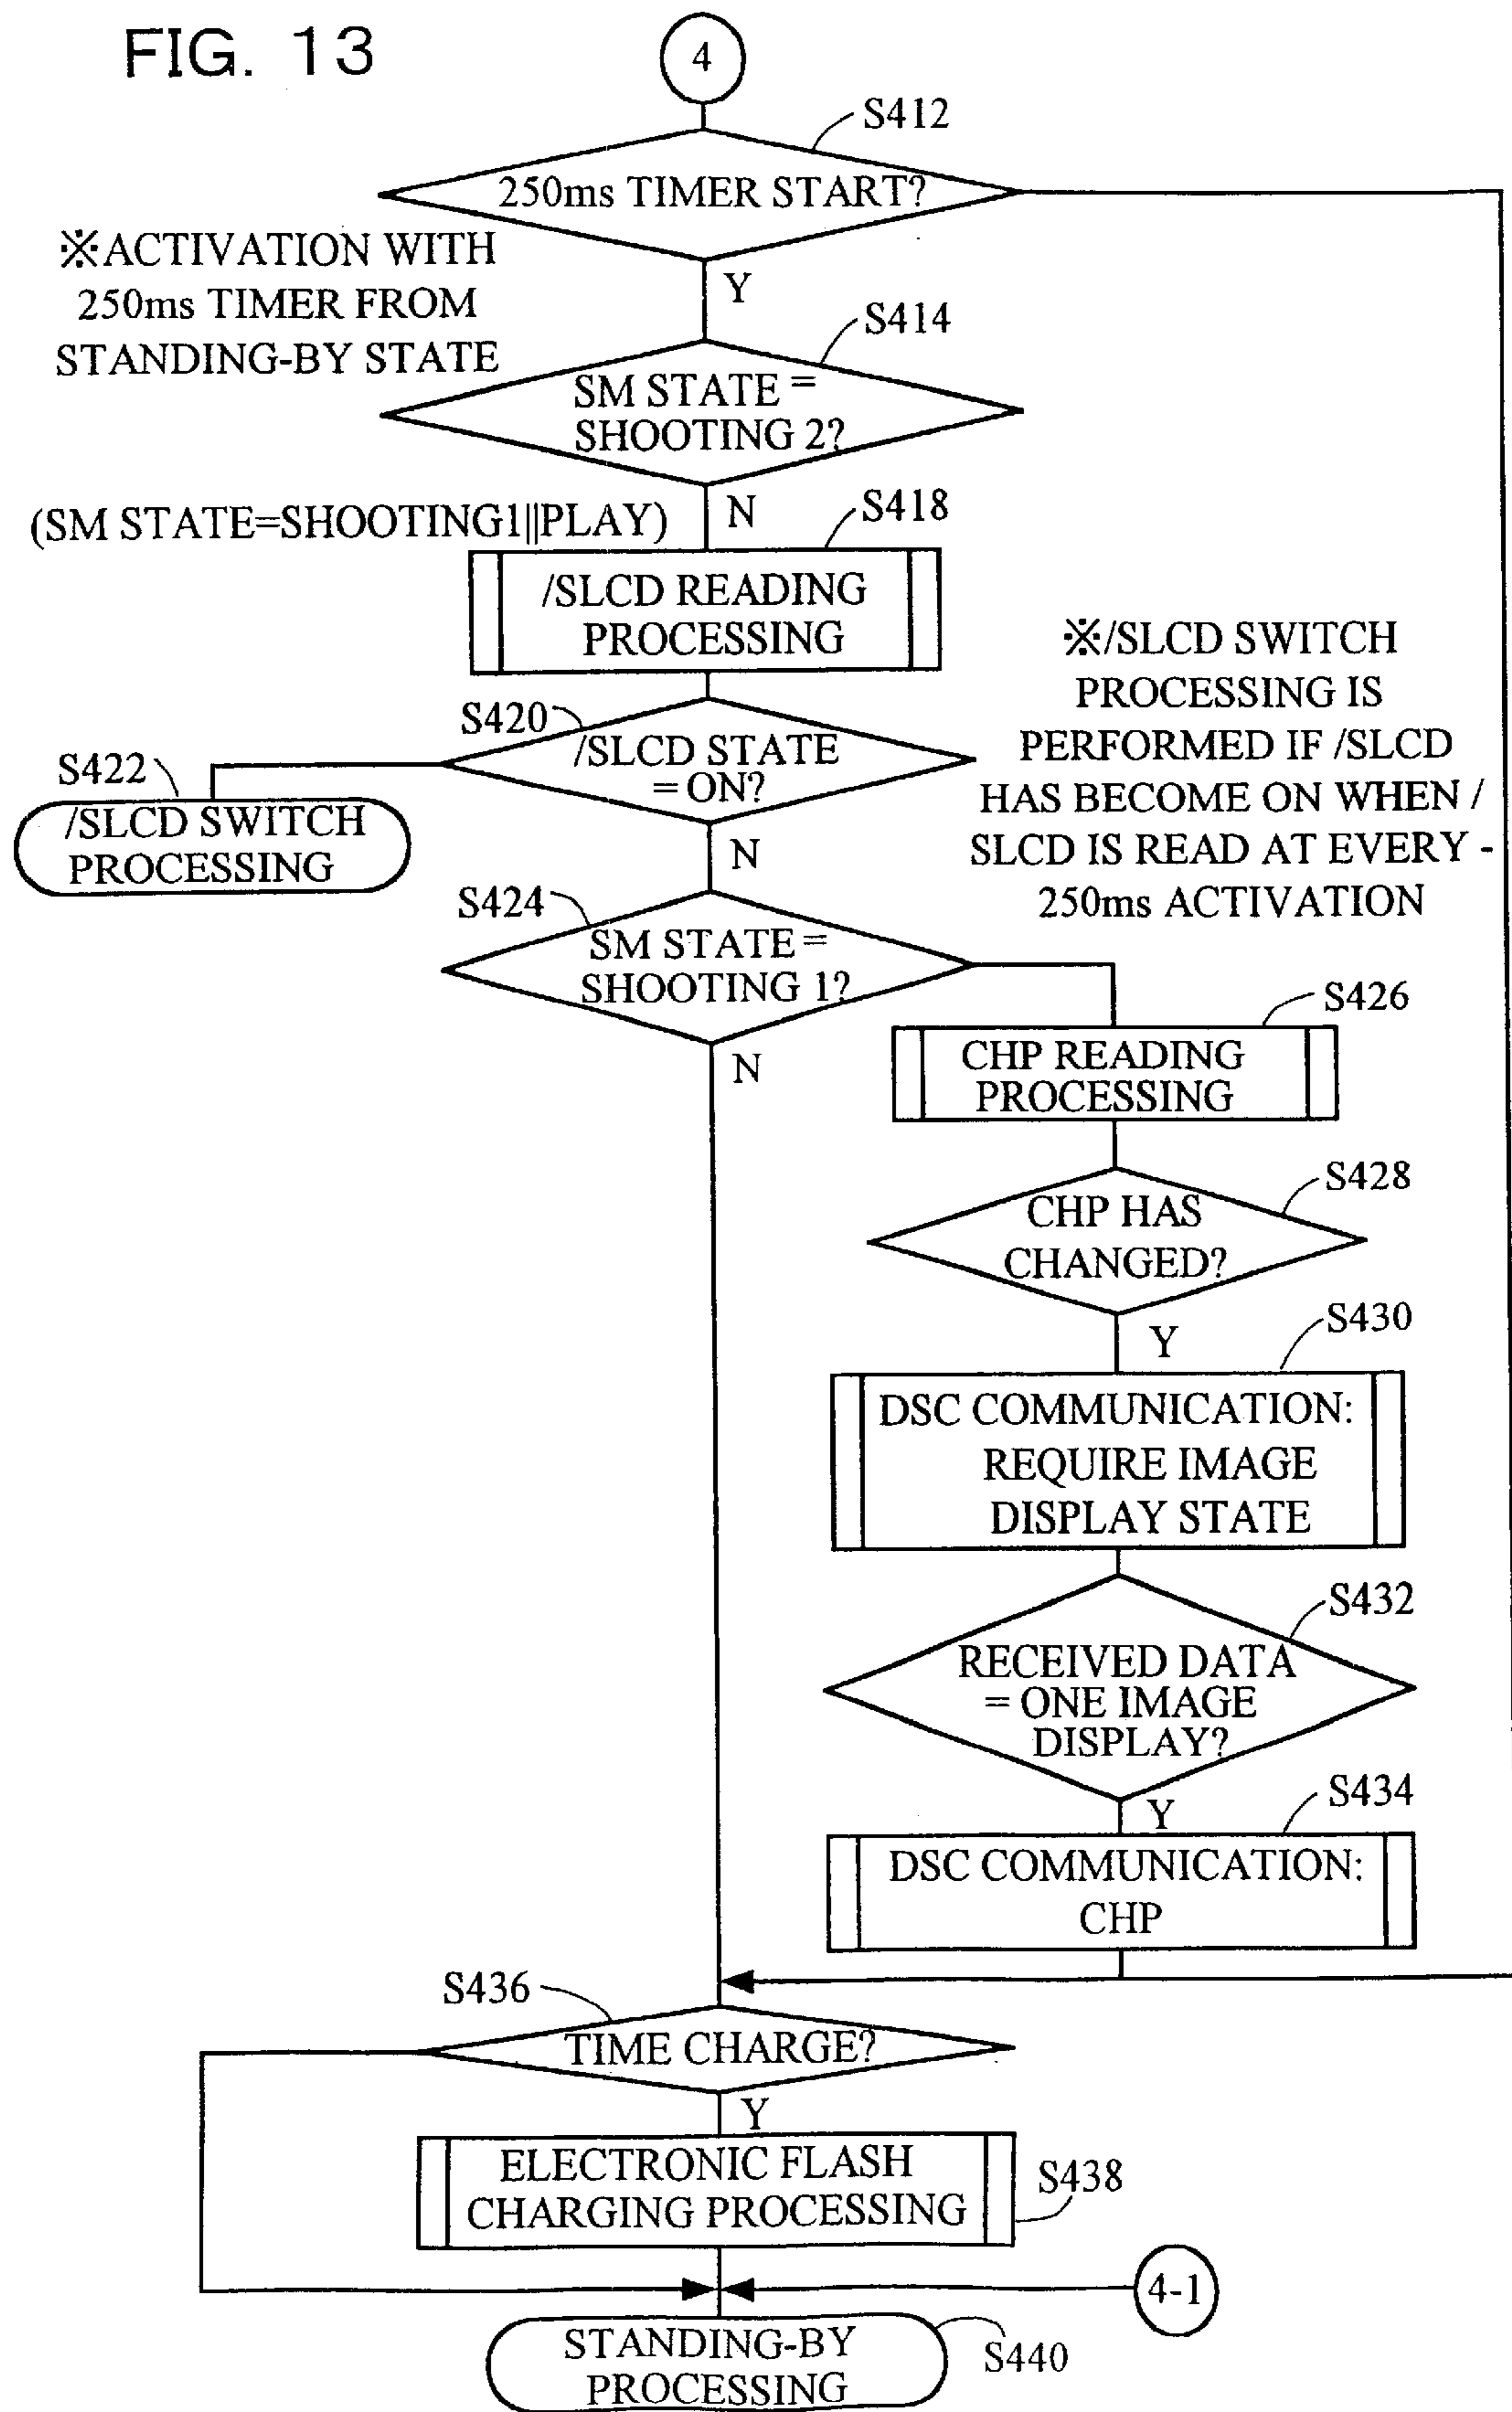 FIG. 13
4
S412
250ms TIMER START?
※ACTIVATION WITH
250ms TIMER FROM
STANDING-BY STATE
Y
S414
SM STATE =
SHOOTING 2?
(SM STATE=SHOOTING1||PLAY)
N
S418
/SLCD READING
PROCESSING
※/SLCD SWITCH
PROCESSING IS
PERFORMED IF /SLCD
HAS BECOME ON WHEN /
SLCD IS READ AT EVERY -
250ms ACTIVATION
S420
/SLCD STATE
= ON?
S422
/SLCD SWITCH
PROCESSING
N
S424
SM STATE =
SHOOTING 1?
N
S426
CHP READING
PROCESSING
S428
CHP HAS
CHANGED?
Y
S430
DSC COMMUNICATION:
REQUIRE IMAGE
DISPLAY STATE
S432
RECEIVED DATA
= ONE IMAGE
DISPLAY?
Y
S434
DSC COMMUNICATION:
CHP
S436
TIME CHARGE?
Y
ELECTRONIC FLASH
CHARGING PROCESSING
S438
4-1
STANDING-BY
PROCESSING
S440